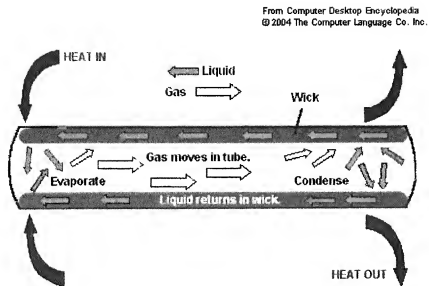 From Computer Desktop Encyclopedia
© 2004 The Computer Language Co. Inc.
HEAT IN
Liquid
Gas
Wick
Gas moves in tube.
Evaporate
Condense
Liquid returns in wick.
HEAT OUT